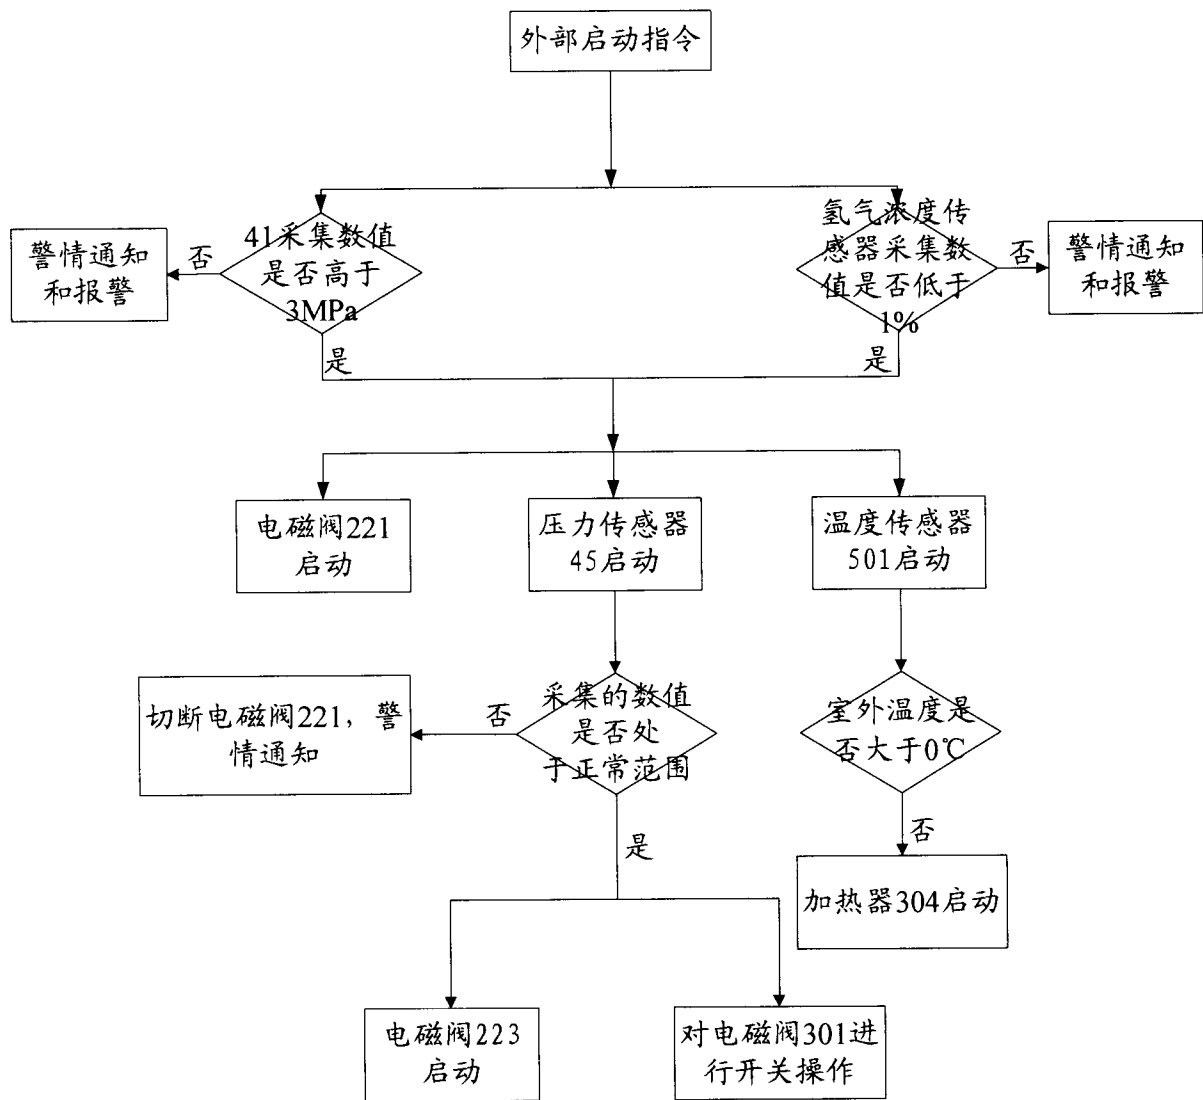 外部启动指令
41采集数值
是否高于
3MPa
否
警情通知
和报警
氢气浓度传
感器采集数
值是否低于
1%
否
警情通知
和报警
是
是
电磁阀221
启动
压力传感器
45启动
温度传感器
501启动
采集的数值
是否处
于正常范围
否
切断电磁阀221，警
情通知
室外温度是
否大于0℃
否
是
加热器304启动
电磁阀223
启动
对电磁阀301进
行开关操作